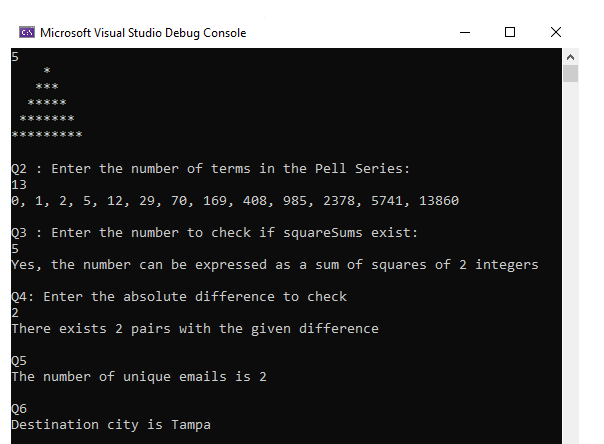 Microsoft Visual Studio Debug Console
5
    *
   ***
  *****
 *******
*********
Q2 : Enter the number of terms in the Pell Series:
13
0, 1, 2, 5, 12, 29, 70, 169, 408, 985, 2378, 5741, 13860
Q3 : Enter the number to check if squareSums exist:
5
Yes, the number can be expressed as a sum of squares of 2 integers
Q4: Enter the absolute difference to check
2
There exists 2 pairs with the given difference
Q5
The number of unique emails is 2
Q6
Destination city is Tampa